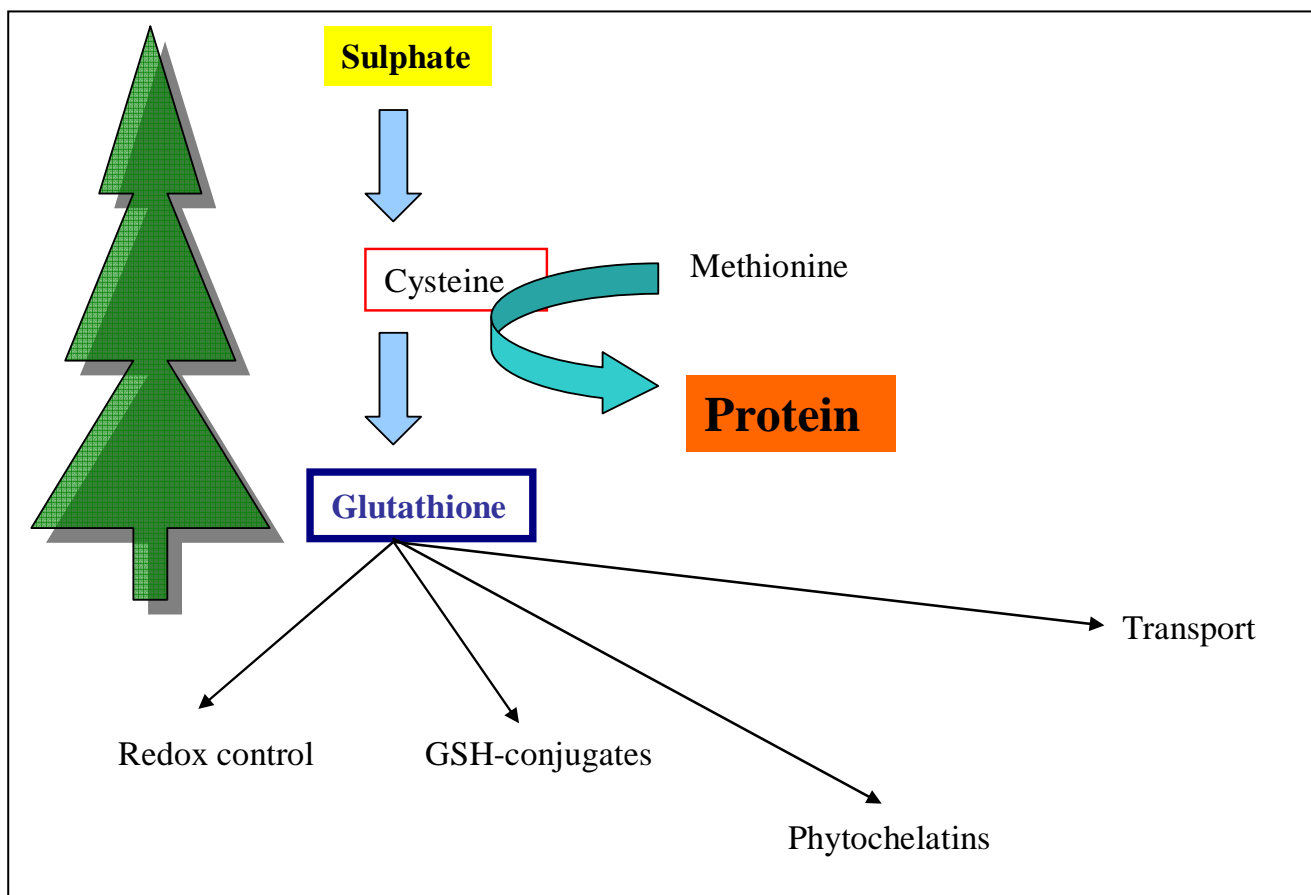 Sulphate
Cysteine
Methionine
Protein
Glutathione
Transport
Redox control
GSH-conjugates
Phytochelatins